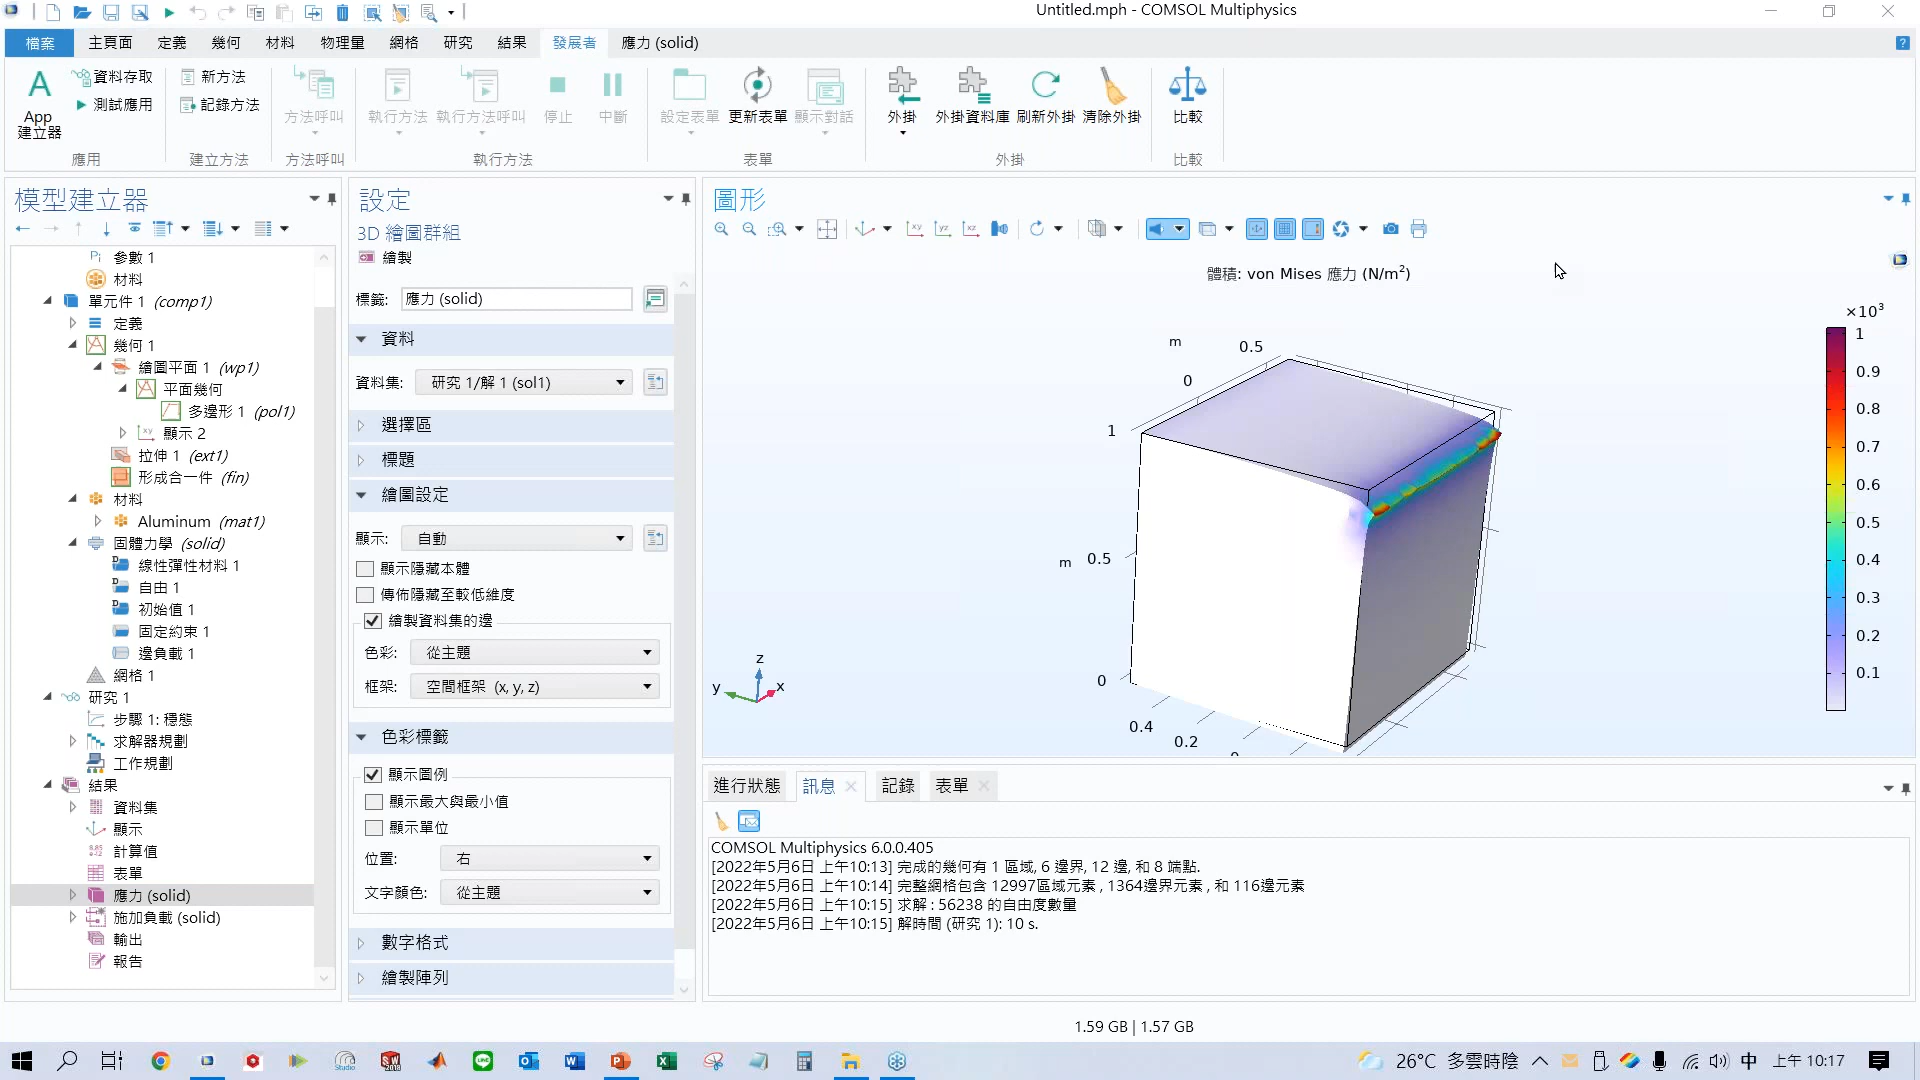 Untitled.mph - COMSOL Multiphysics
檔案 主頁面 定義 幾何 材料 物理量 網格 研究 結果 發展者 應力 (solid)
App 建立器
資料存取
測試應用
應用
新方法
記錄方法
建立方法
方法呼叫
方法呼叫
執行方法 執行方法呼叫 停止 中斷
執行方法
設定表單 更新表單 顯示對話
表單
外掛 外掛資料庫 刷新外掛 清除外掛
外掛
比較
比較
模型建立器
Pi 參數 1
材料
單元件 1 (comp1)
定義
幾何 1
繪圖平面 1 (wp1)
平面幾何
多邊形 1 (pol1)
顯示 2
拉伸 1 (ext1)
形成合一件 (fin)
材料
Aluminum (mat1)
固體力學 (solid)
線性彈性材料 1
自由 1
初始值 1
固定約束 1
邊負載 1
網格 1
研究 1
步驟 1: 穩態
求解器規劃
工作規劃
結果
資料集
顯示
計算值
表單
應力 (solid)
施加負載 (solid)
輸出
報告
設定
3D 繪圖群組
繪製
標籤: 應力 (solid)
資料
資料集: 研究 1/解 1 (sol1)
選擇區
標題
繪圖設定
顯示: 自動
顯示隱藏本體
傳佈隱藏至較低維度
繪製資料集的邊
色彩: 從主題
框架: 空間框架 (x, y, z)
色彩標籤
顯示圖例
顯示最大與最小值
顯示單位
位置: 右
文字顏色: 從主題
數字格式
繪製陣列
圖形
xy yz xz
體積: von Mises 應力 (N/m²)
×10³
1
0.9
0.8
0.7
0.6
0.5
0.4
0.3
0.2
0.1
m 0.5
0
1
m 0.5
0
0.4
0.2
z
y x
進行狀態 訊息 記錄 表單
COMSOL Multiphysics 6.0.0.405
[2022年5月6日 上午10:13] 完成的幾何有 1 區域, 6 邊界, 12 邊, 和 8 端點.
[2022年5月6日 上午10:14] 完整網格包含 12997區域元素 , 1364邊界元素 , 和 116邊元素
[2022年5月6日 上午10:15] 求解 : 56238 的自由度數量
[2022年5月6日 上午10:15] 解時間 (研究 1): 10 s.
1.59 GB | 1.57 GB
26°C 多雲時陰 中 上午 10:17